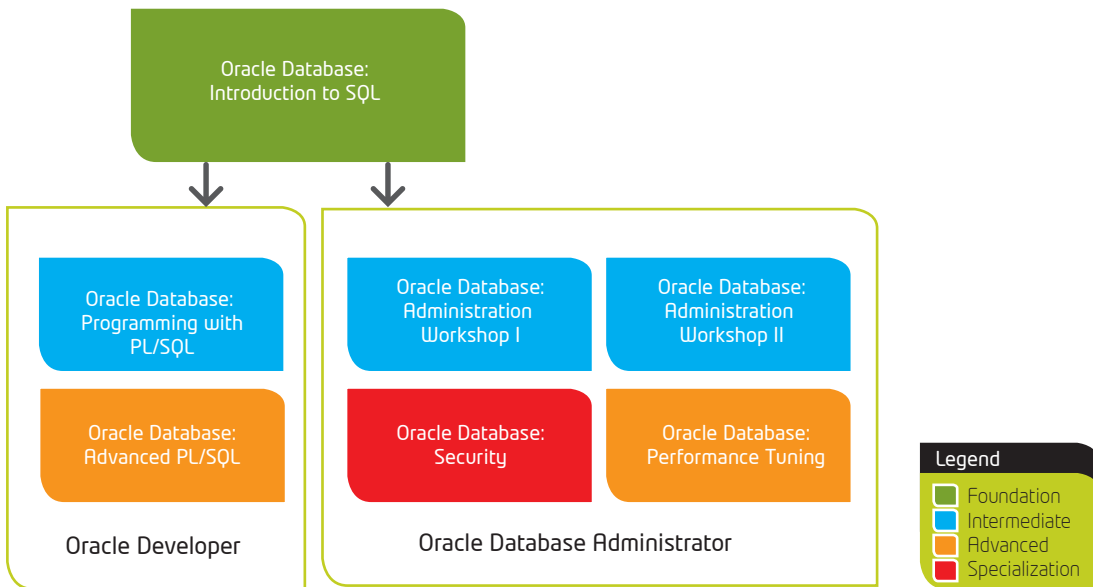 Oracle Database:
Introduction to SQL
Oracle Database:
Programming with
PL/SQL
Oracle Database:
Advanced PL/SQL
Oracle Developer
Oracle Database:
Administration
Workshop I
Oracle Database:
Administration
Workshop II
Oracle Database:
Security
Oracle Database:
Performance Tuning
Oracle Database Administrator
Legend
Foundation
Intermediate
Advanced
Specialization